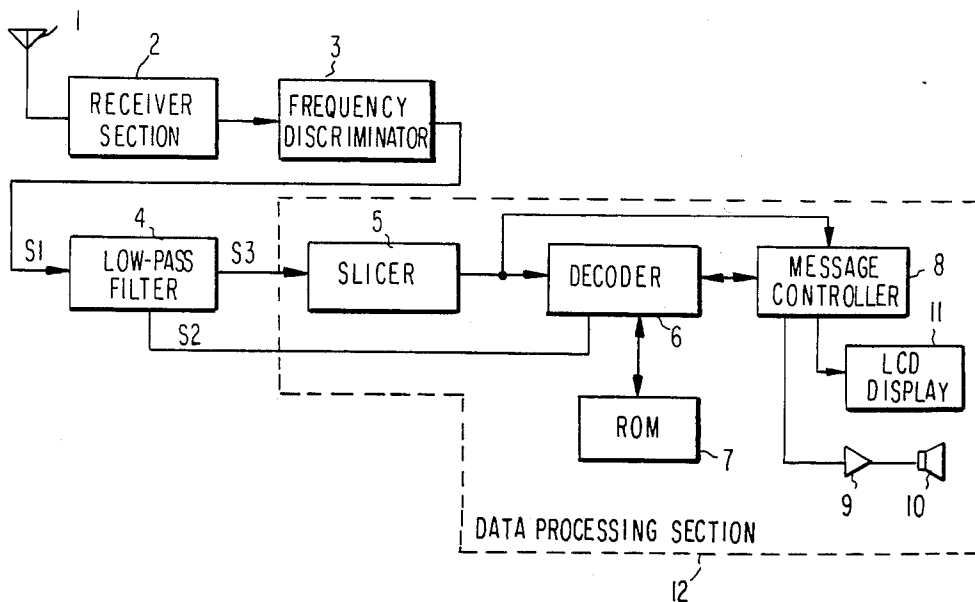 1
2
RECEIVER
SECTION
3
FREQUENCY
DISCRIMINATOR
S1
4
LOW-PASS
FILTER
S3
S2
5
SLICER
DECODER
6
MESSAGE
CONTROLLER
8
11
LCD
DISPLAY
ROM
7
9
10
DATA PROCESSING SECTION
12